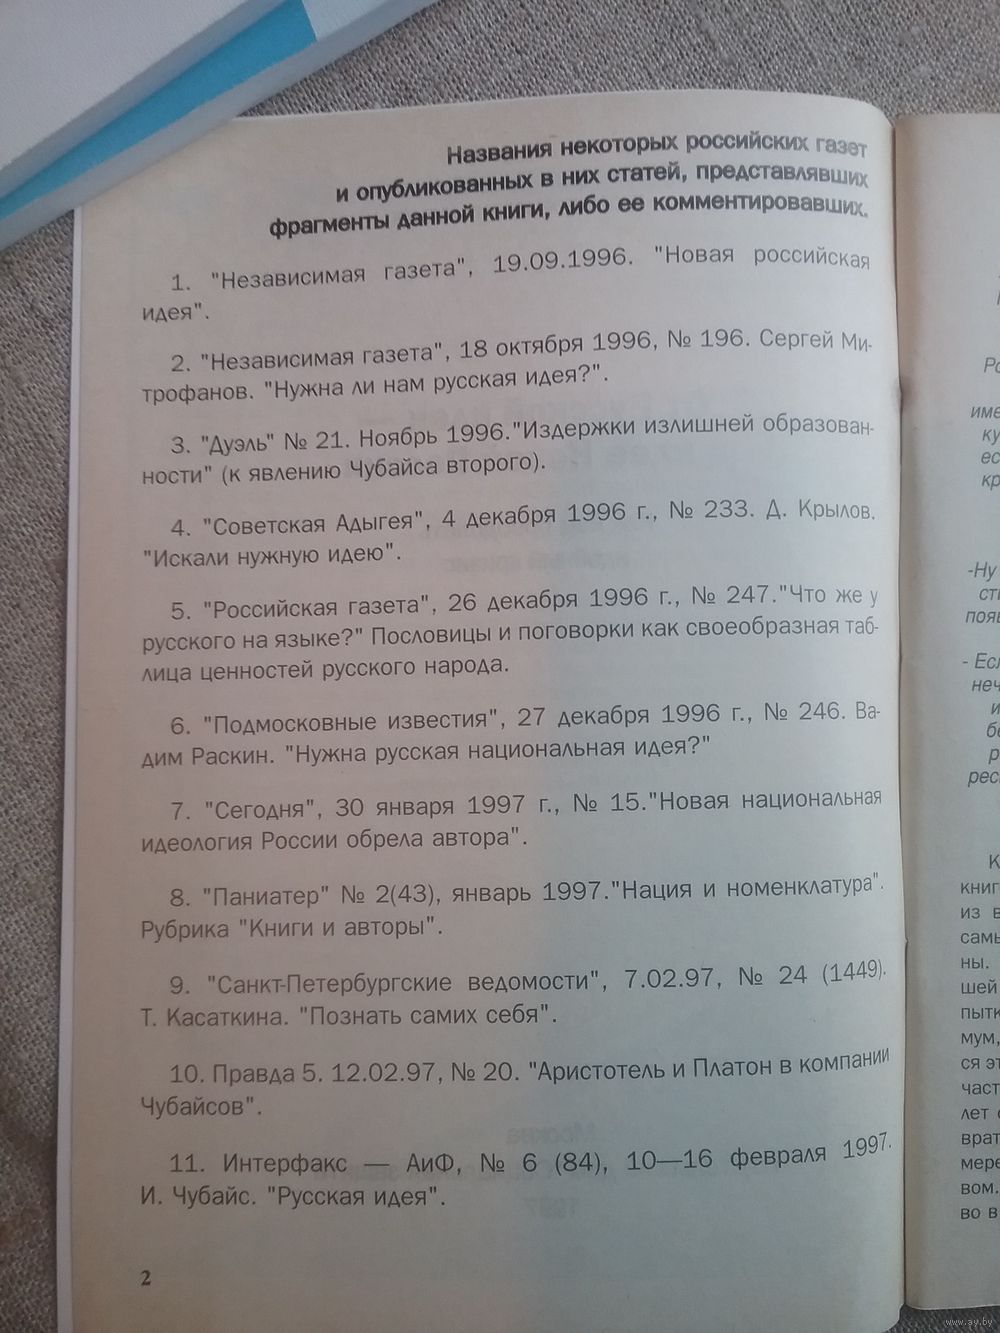 Названия некоторых российских газет
и опубликованных в них статей, представлявших
фрагменты данной книги, либо ее комментировавших.
1. "Независимая газета", 19.09.1996. "Новая российская
идея".
2. "Независимая газета", 18 октября 1996, № 196. Сергей Ми-
трофанов. "Нужна ли нам русская идея?".
3. "Дуэль" № 21. Ноябрь 1996."Издержки излишней образован-
ности" (к явлению Чубайса второго).
4. "Советская Адыгея", 4 декабря 1996 г., № 233. Д. Крылов.
"Искали нужную идею".
5. "Российская газета", 26 декабря 1996 г., № 247."Что же у
русского на языке?" Пословицы и поговорки как своеобразная таб-
лица ценностей русского народа.
6. "Подмосковные известия", 27 декабря 1996 г., № 246. Ва-
дим Раскин. "Нужна русская национальная идея?"
7. "Сегодня", 30 января 1997 г., № 15."Новая национальная
идеология России обрела автора".
8. "Паниатер" № 2(43), январь 1997."Нация и номенклатура".
Рубрика "Книги и авторы".
9. "Санкт-Петербургские ведомости", 7.02.97, № 24 (1449).
Т. Касаткина. "Познать самих себя".
10. Правда 5. 12.02.97, № 20. "Аристотель и Платон в компании
Чубайсов".
11. Интерфакс — АиФ, № 6 (84), 10—16 февраля 1997.
И. Чубайс. "Русская идея".
2
www.ay.by